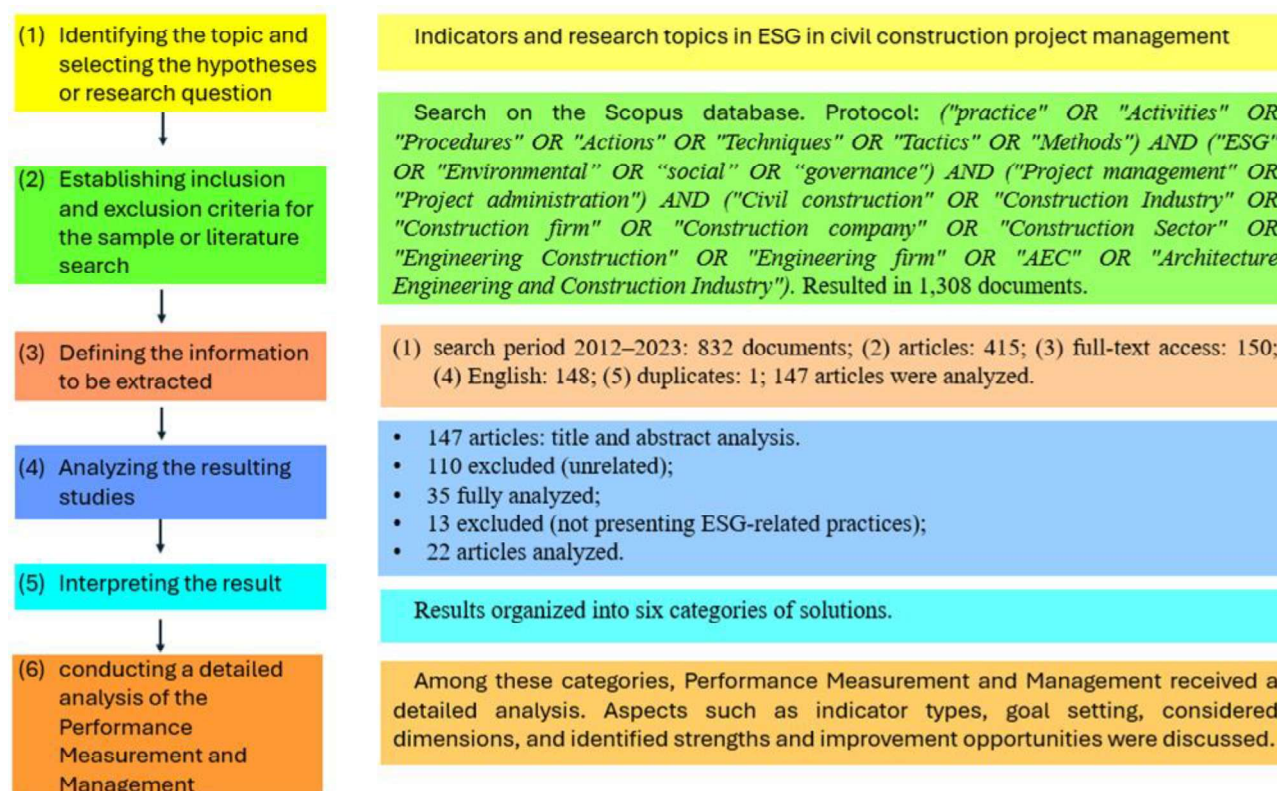 (1) Identifying the topic and
selecting the hypotheses
or research question
Indicators and research topics in ESG in civil construction project management
(2) Establishing inclusion
and exclusion criteria for
the sample or literature
search
Search on the Scopus database. Protocol: ("practice" OR "Activities" OR
"Procedures" OR "Actions" OR "Techniques" OR "Tactics" OR "Methods") AND ("ESG"
OR "Environmental” OR “social” OR “governance") AND ("Project management" OR
"Project administration") AND ("Civil construction" OR "Construction Industry" OR
"Construction firm" OR "Construction company" OR "Construction Sector" OR
"Engineering Construction" OR "Engineering firm" OR "AEC" OR "Architecture
Engineering and Construction Industry"). Resulted in 1,308 documents.
(3) Defining the information
to be extracted
(1) search period 2012–2023: 832 documents; (2) articles: 415; (3) full-text access: 150;
(4) English: 148; (5) duplicates: 1; 147 articles were analyzed.
(4) Analyzing the resulting
studies
• 147 articles: title and abstract analysis.
• 110 excluded (unrelated);
• 35 fully analyzed;
• 13 excluded (not presenting ESG-related practices);
• 22 articles analyzed.
(5) Interpreting the result
Results organized into six categories of solutions.
(6) conducting a detailed
analysis of the
Performance
Measurement and
Management
Among these categories, Performance Measurement and Management received a
detailed analysis. Aspects such as indicator types, goal setting, considered
dimensions, and identified strengths and improvement opportunities were discussed.